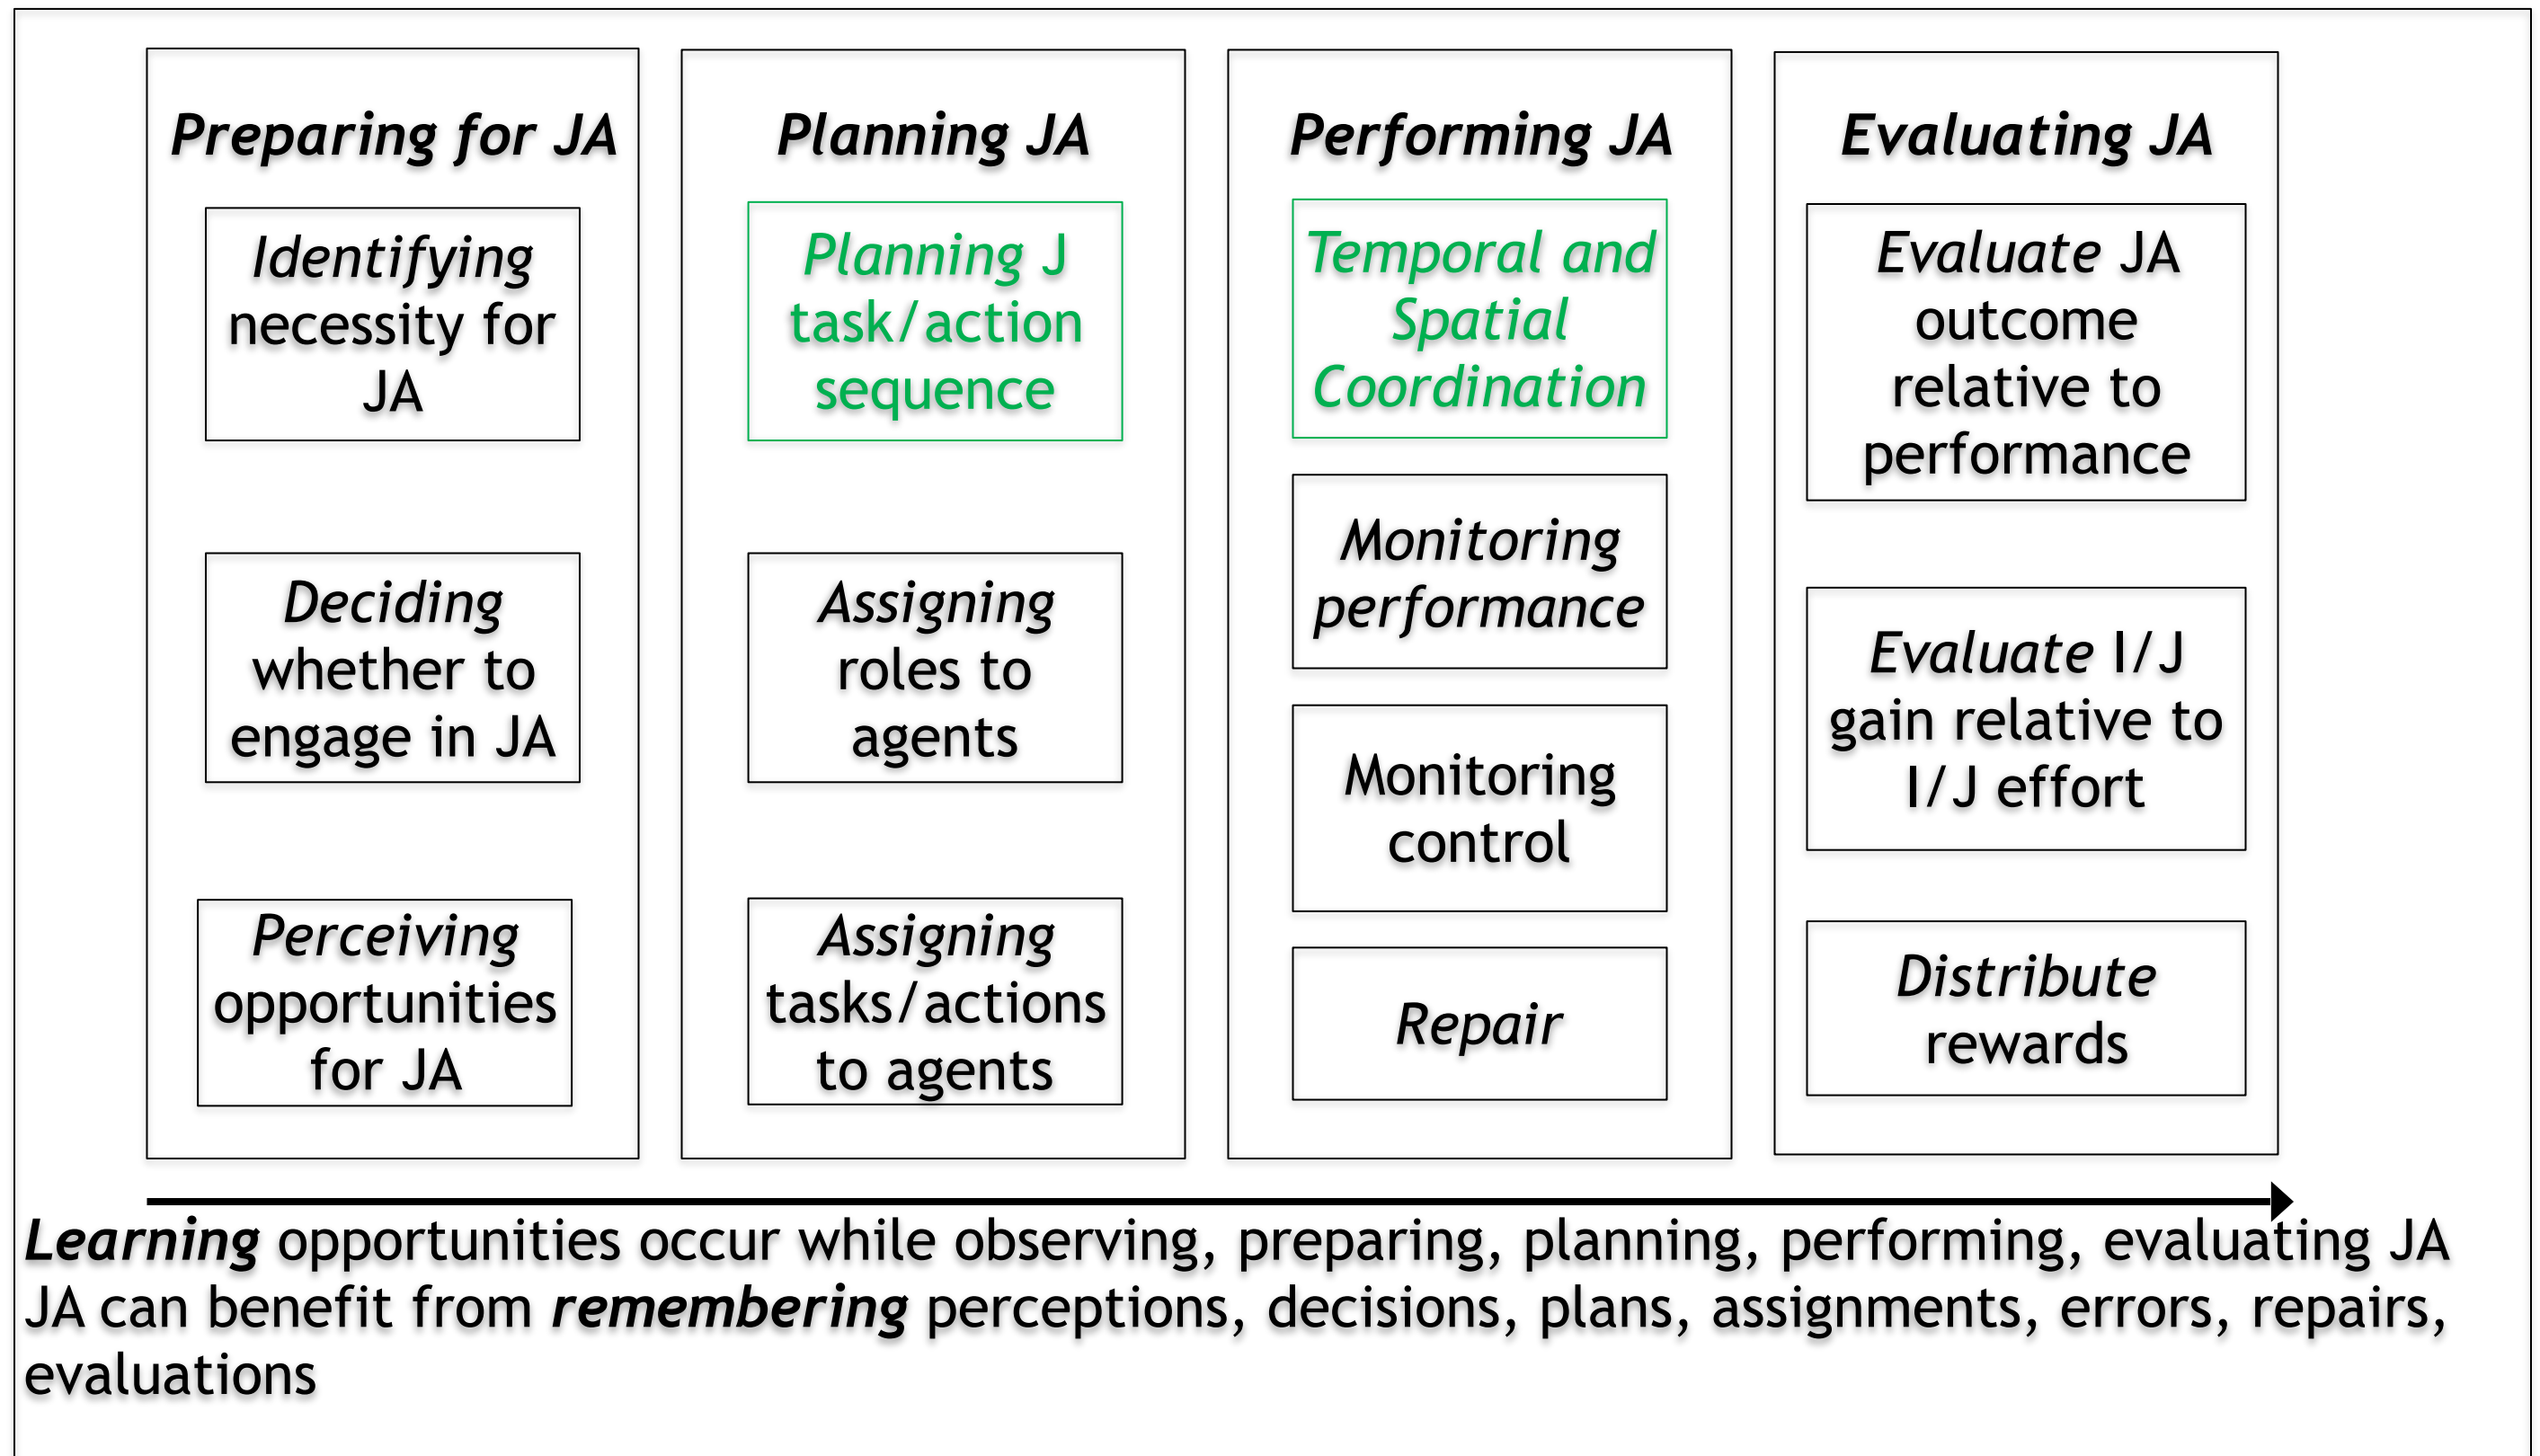 Preparing for JA
Identifying
necessity for
JA
Deciding
whether to
engage in JA
Perceiving
opportunities
for JA
Planning JA
Planning J
task/action
sequence
Assigning
roles to
agents
Assigning
tasks/actions
to agents
Performing JA
Temporal and
Spatial
Coordination
Monitoring
performance
Monitoring
control
Repair
Evaluating JA
Evaluate JA
outcome
relative to
performance
Evaluate I/J
gain relative to
I/J effort
Distribute
rewards
Learning opportunities occur while observing, preparing, planning, performing, evaluating JA
JA can benefit from remembering perceptions, decisions, plans, assignments, errors, repairs,
evaluations